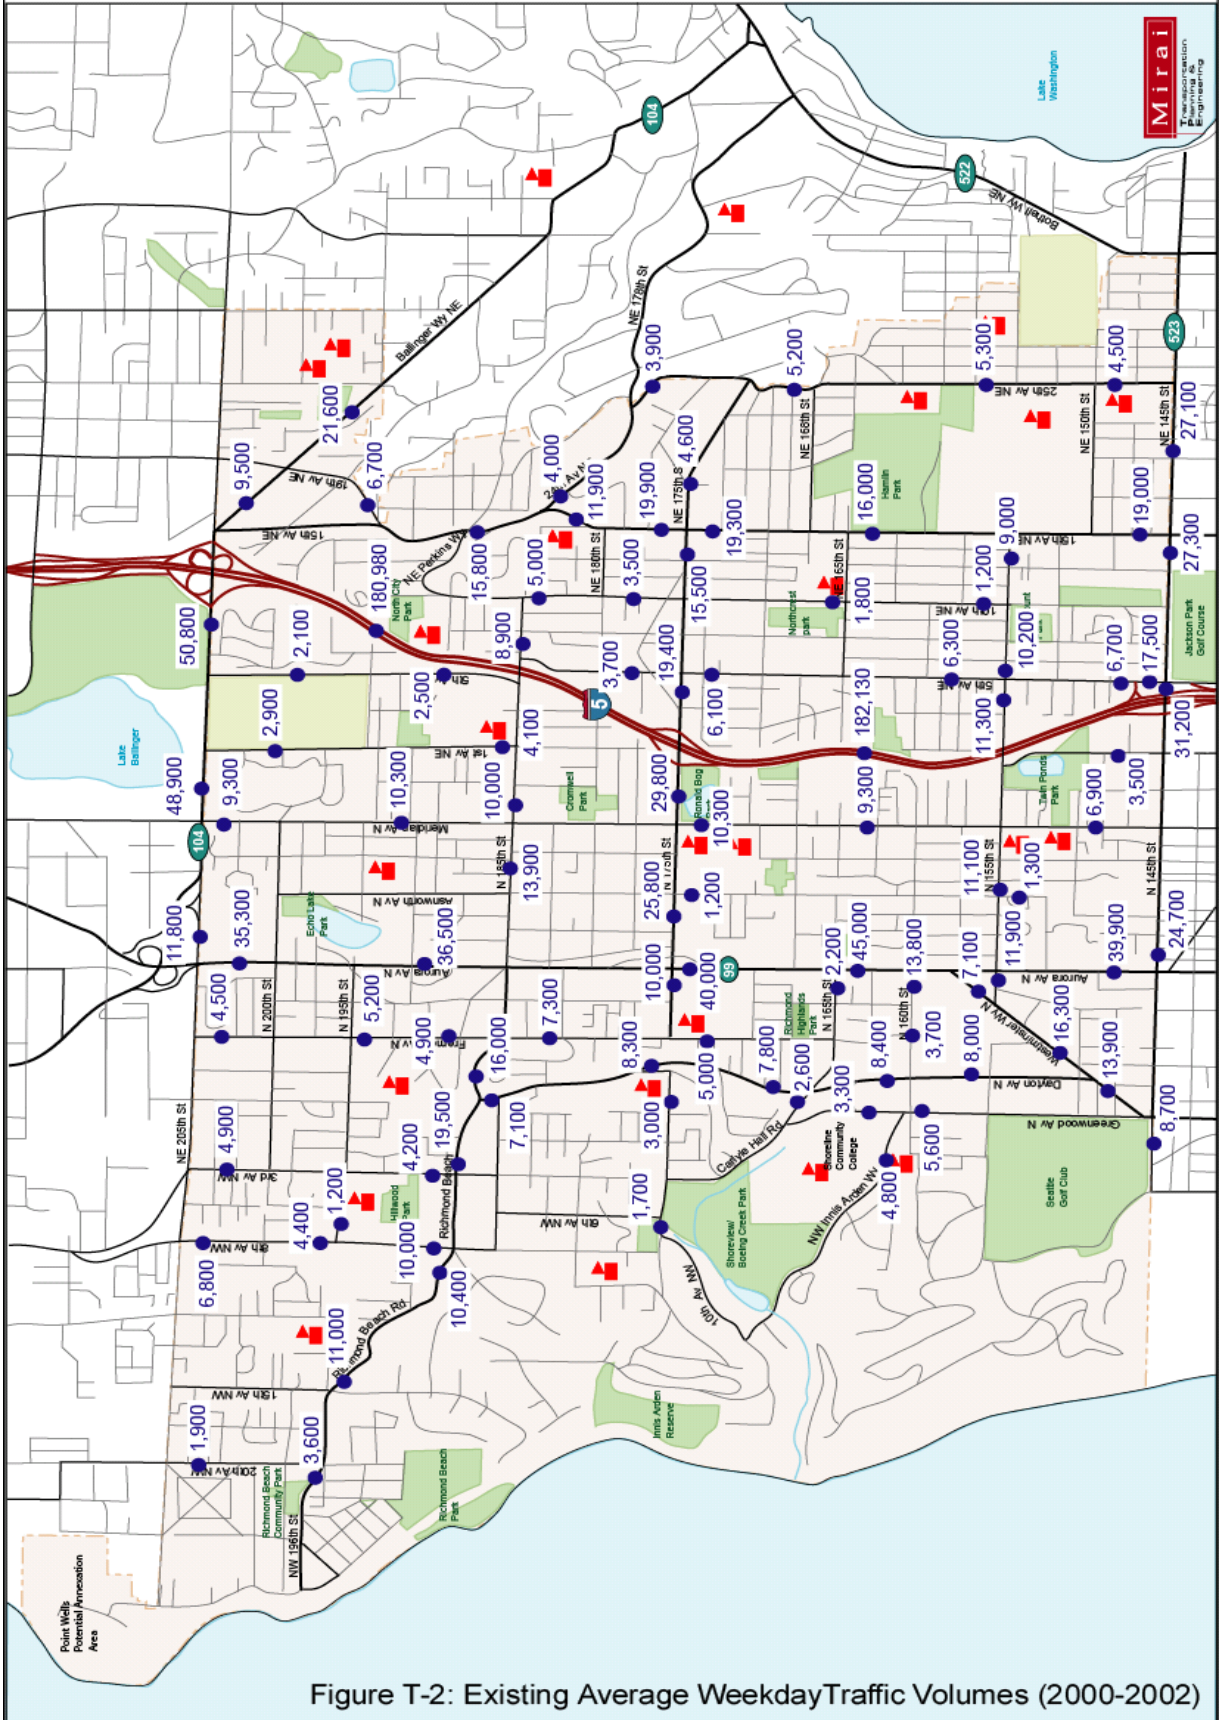 Mirai
Transportation
Planning &
Engineering
Lake
Washington
104
522
Bothell Wy NE
NE 178th St
Ballinger Wy NE
523
3,900
5,200
5,300
4,500
25th Av NE
21,600
NE 168th St
NE 150th St
NE 145th St
27,100
9,500
19th Av NE
6,700
4,000
11,900
19,900
4,600
NE 175th S
16,000
Hamlin
Park
19,000
15th Av NE
15,800
NE Perkins W
5,000
NE 180th St
3,500
19,300
NE 165th St
9,000
15th Av NE
27,300
180,980
North City
Park
15,500
Northcrest
park
1,800
1,200
10th Av NE
50,800
2,100
8,900
3,700
19,400
6,300
10,200
6,700
17,500
Jackson Park
Golf Course
2,900
2,500
5th Av
5
6,100
182,130
5th Av NE
11,300
31,200
Lake
Ballinger
1st Av NE
4,100
48,900
9,300
10,300
10,000
Cromwell
Park
29,800
Ronald Bog
10,300
9,300
Twin Ponds
Park
6,900
3,500
104
Meridian Av N
N 185th St
13,900
N 175th St
25,800
1,200
11,100
N 155th St
1,300
N 145th St
Ashworth Av N
Echo Lake
Park
11,800
35,300
36,500
Aurora Av N
10,000
40,000
99
2,200
45,000
13,800
7,100
11,900
39,900
24,700
Aurora Av N
4,500
N 200th St
N 195th St
5,200
4,900
16,000
7,300
8,300
5,000
Richmond
Highlands
Park
N 165th St
N 160th St
3,700
8,400
8,000
16,300
Westminster Wy N
7,800
2,600
3,300
Dayton Av N
13,900
NE 205th St
4,900
19,500
7,100
3,000
Carlyle Hall Rd
Shoreline
Community
College
5,600
Greenwood Av N
8,700
3rd Av NW
4,200
1,200
Hillwood
Park
Richmond Beach
4,400
1,700
4,800
NW Innis Arden Wy
Seattle
Golf Club
8th Av NW
6,800
10,000
6th Av NW
Shoreview/
Boeing Creek Park
10,400
10th Av NW
11,000
Richmond Beach Rd
15th Av NW
Innis Arden
Reserve
1,900
20th Av NW
3,600
Richmond Beach
Community Park
Richmond Beach
Park
NW 196th St
Point Wells
Potential Annexation
Area
Figure T-2: Existing Average WeekdayTraffic Volumes (2000-2002)